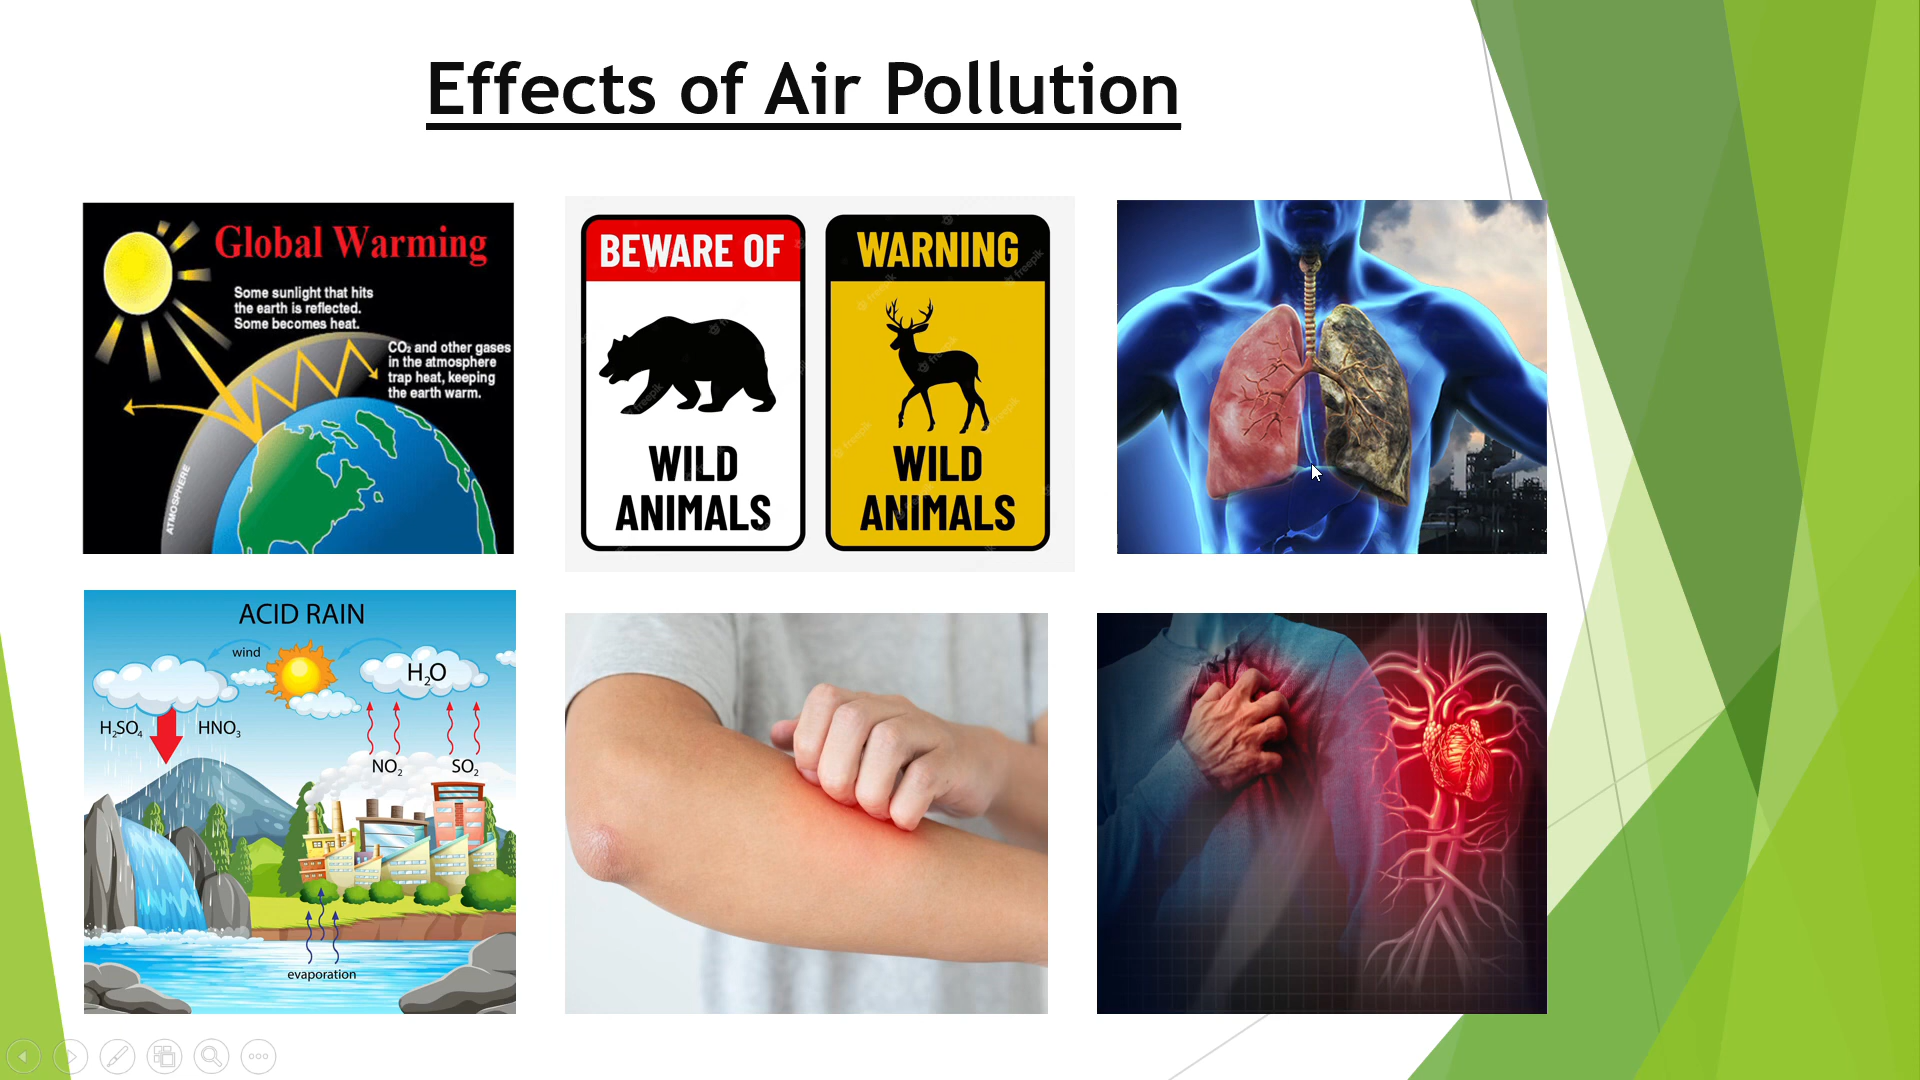 Effects of Air Pollution
Global Warming
Some sunlight that hits
the earth is reflected.
Some becomes heat.
CO₂ and other gases
in the atmosphere
trap heat, keeping
the earth warm.
ATMOSPHERE
BEWARE OF
WILD
ANIMALS
WARNING
WILD
ANIMALS
freepik
ACID RAIN
wind
H₂O
H₂SO₄
HNO₃
NO₂
SO₂
evaporation